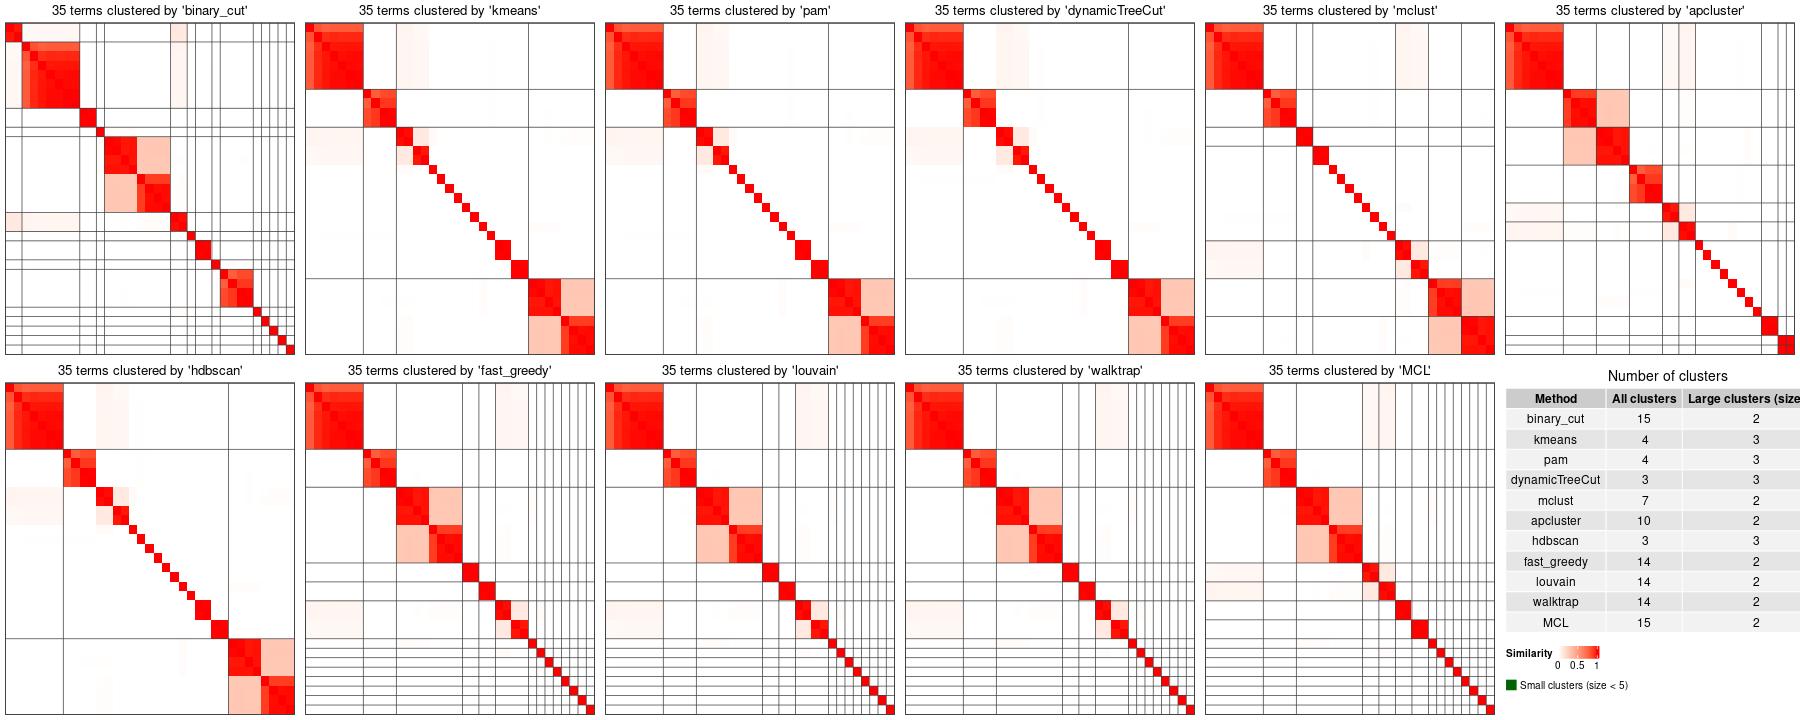 35 terms clustered by 'binary_cut'
35 terms clustered by 'kmeans'
35 terms clustered by 'pam'
35 terms clustered by 'dynamicTreeCut'
35 terms clustered by 'mclust'
35 terms clustered by 'apcluster'
35 terms clustered by 'hdbscan'
35 terms clustered by 'fast_greedy'
35 terms clustered by 'louvain'
35 terms clustered by 'walktrap'
35 terms clustered by 'MCL'
Number of clusters
Method All clusters Large clusters (size
binary_cut 15 2
kmeans 4 3
pam 4 3
dynamicTreeCut 3 3
mclust 7 2
apcluster 10 2
hdbscan 3 3
fast_greedy 14 2
louvain 14 2
walktrap 14 2
MCL 15 2
Similarity
0 0.5 1
Small clusters (size < 5)